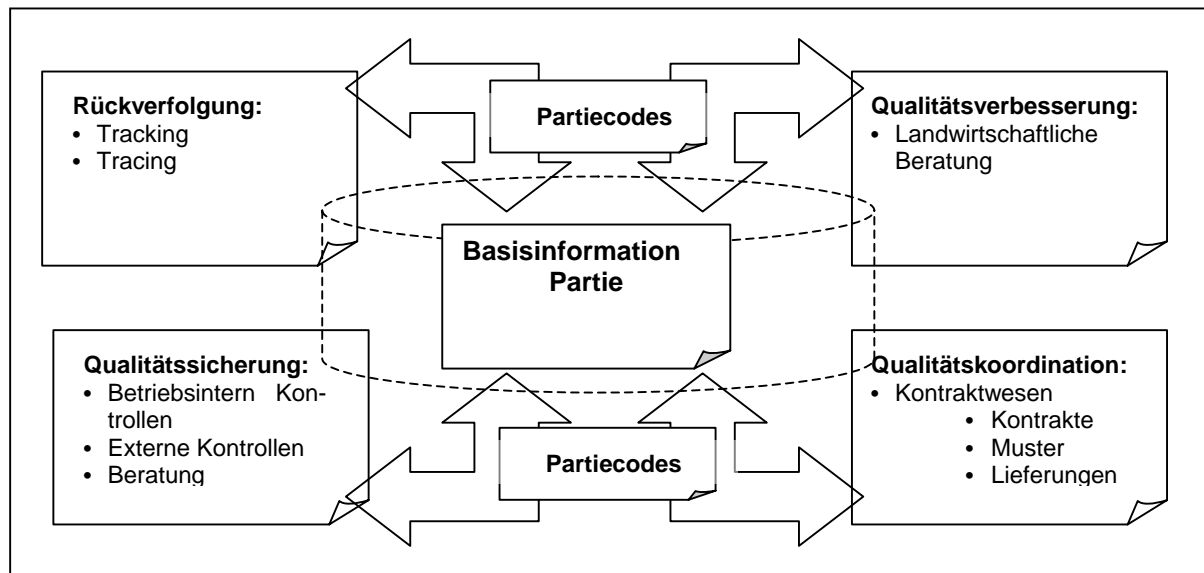 Partiecodes
Rückverfolgung:
• Tracking
• Tracing
Qualitätsverbesserung:
• Landwirtschaftliche
Beratung
Basisinformation
Partie
Qualitätssicherung:
• Betriebsintern Kon-
trollen
• Externe Kontrollen
• Beratung
Qualitätskoordination:
• Kontraktwesen
• Kontrakte
• Muster
• Lieferungen
Partiecodes